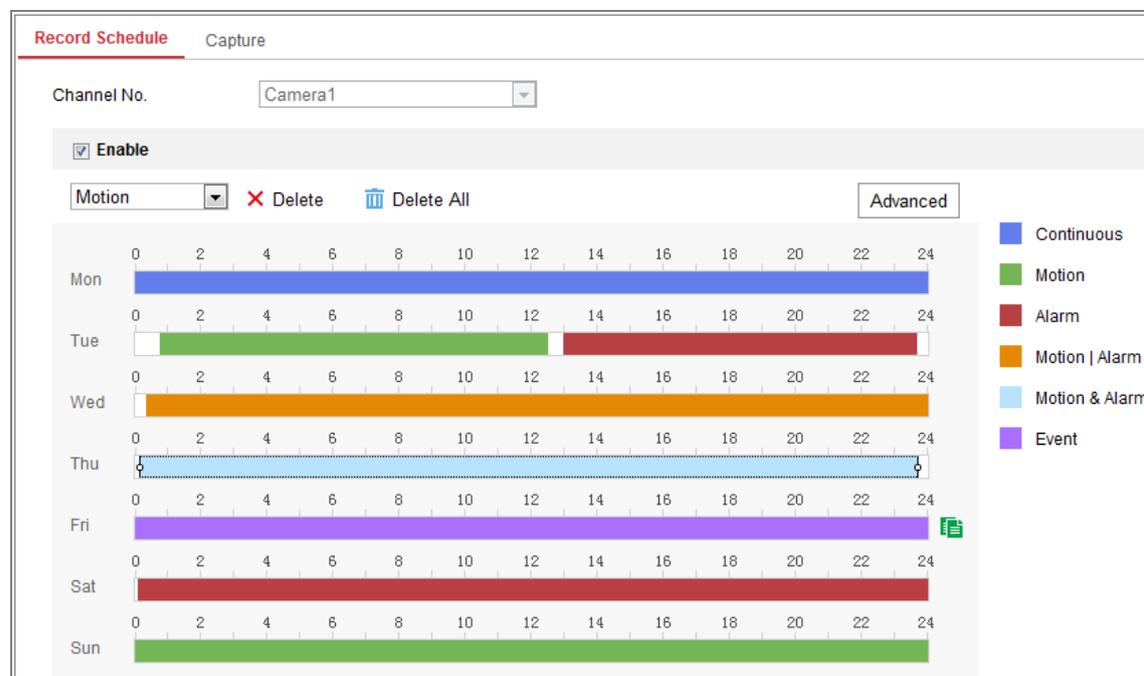 Record Schedule Capture
Channel No. Camera1
Enable
Motion Delete Delete All Advanced
0 2 4 6 8 10 12 14 16 18 20 22 24
Mon
0 2 4 6 8 10 12 14 16 18 20 22 24
Tue
0 2 4 6 8 10 12 14 16 18 20 22 24
Wed
0 2 4 6 8 10 12 14 16 18 20 22 24
Thu
0 2 4 6 8 10 12 14 16 18 20 22 24
Fri
0 2 4 6 8 10 12 14 16 18 20 22 24
Sat
0 2 4 6 8 10 12 14 16 18 20 22 24
Sun
Continuous
Motion
Alarm
Motion | Alarm
Motion & Alarm
Event